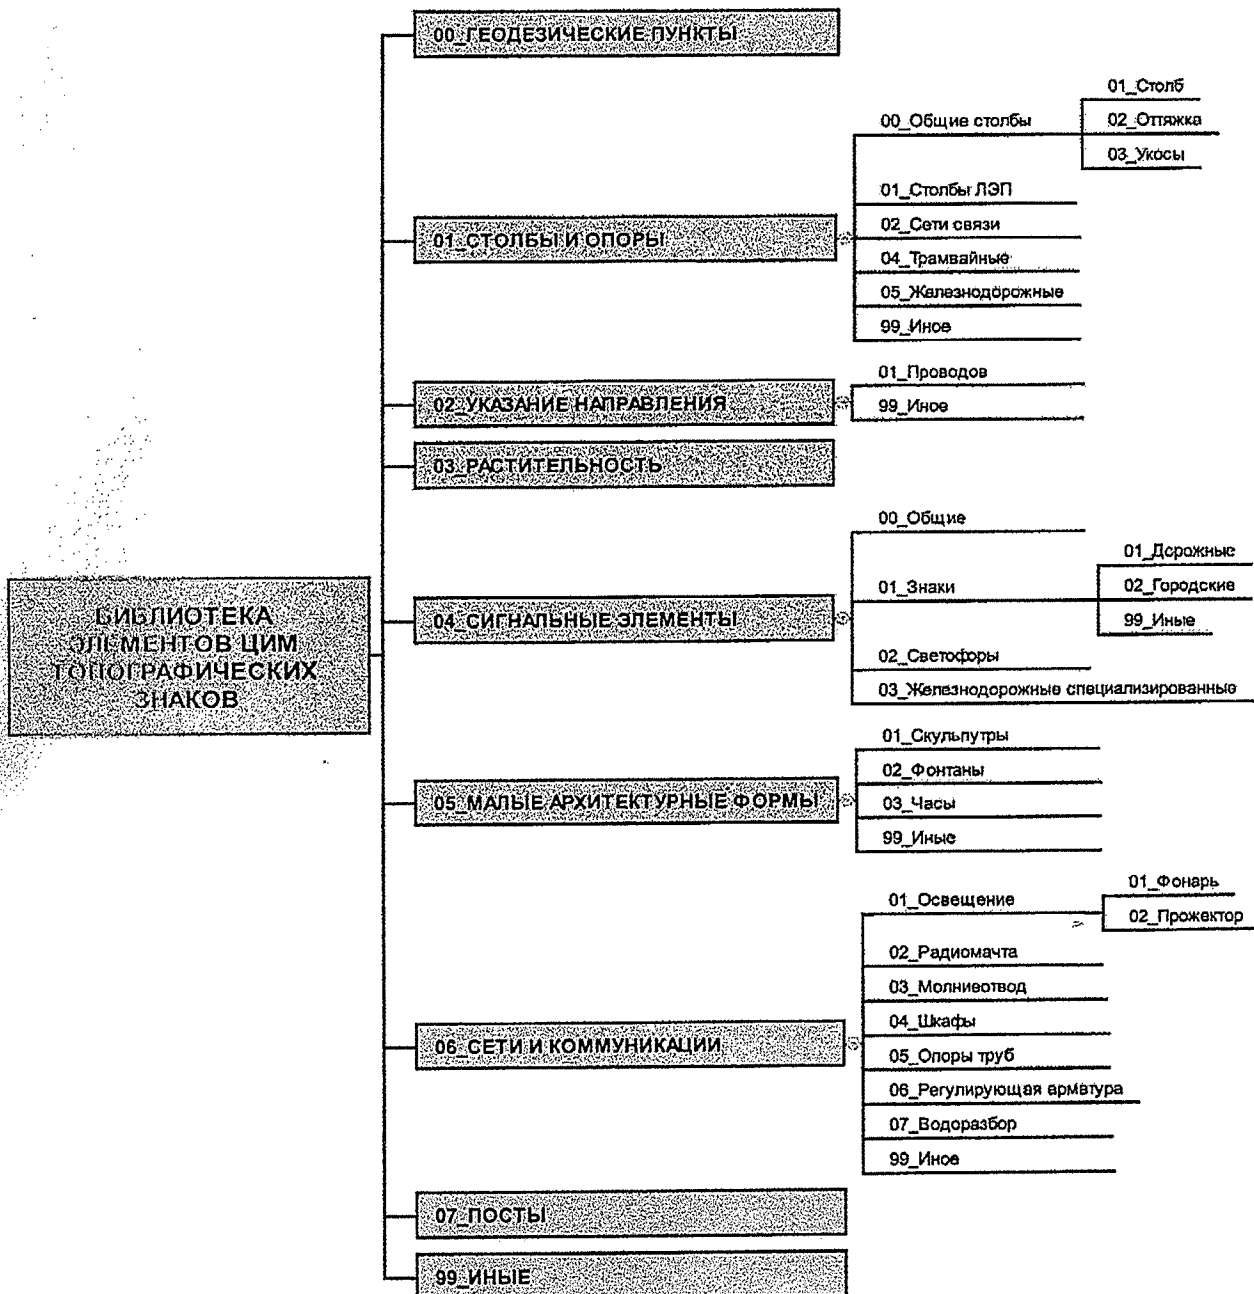 00_ГЕОДЕЗИЧЕСКИЕ ПУНКТЫ
01_Столб
00_Общие столбы
02_Оттяжка
03_Укосы
01_Столбы ЛЭП
02_Сети связи
01_СТОЛБЫ И ОПОРЫ
04_Трамвайные
05_Железнодорожные
99_Иное
01_Проводов
02_УКАЗАНИЕ НАПРАВЛЕНИЯ
99_Иное
03_РАСТИТЕЛЬНОСТЬ
00_Общие
01_Дорожные
01_Знаки
02_Городские
99_Иные
БИБЛИОТЕКА
ЭЛЕМЕНТОВ ЦИМ
ТОПОГРАФИЧЕСКИХ
ЗНАКОВ
04_СИГНАЛЬНЫЕ ЭЛЕМЕНТЫ
02_Светофоры
03_Железнодорожные специализированные
01_Скульпутры
02_Фонтаны
05_МАЛЫЕ АРХИТЕКТУРНЫЕ ФОРМЫ
03_Часы
99_Иные
01_Фонарь
01_Освещение
02_Прожектор
02_Радиомачта
03_Молниеотвод
04_Шкафы
06_СЕТИ И КОММУНИКАЦИИ
05_Опоры труб
06_Регулирующая арматура
07_Водоразбор
99_Иное
07_ПОСТЫ
99_ИНЫЕ